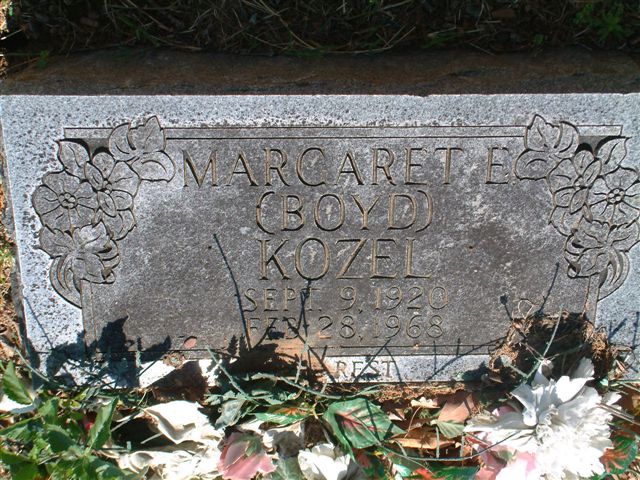 MARGARET E.
(BOYD)
KOZEL
SEPT. 9, 1920
FEB. 28, 1968
REST